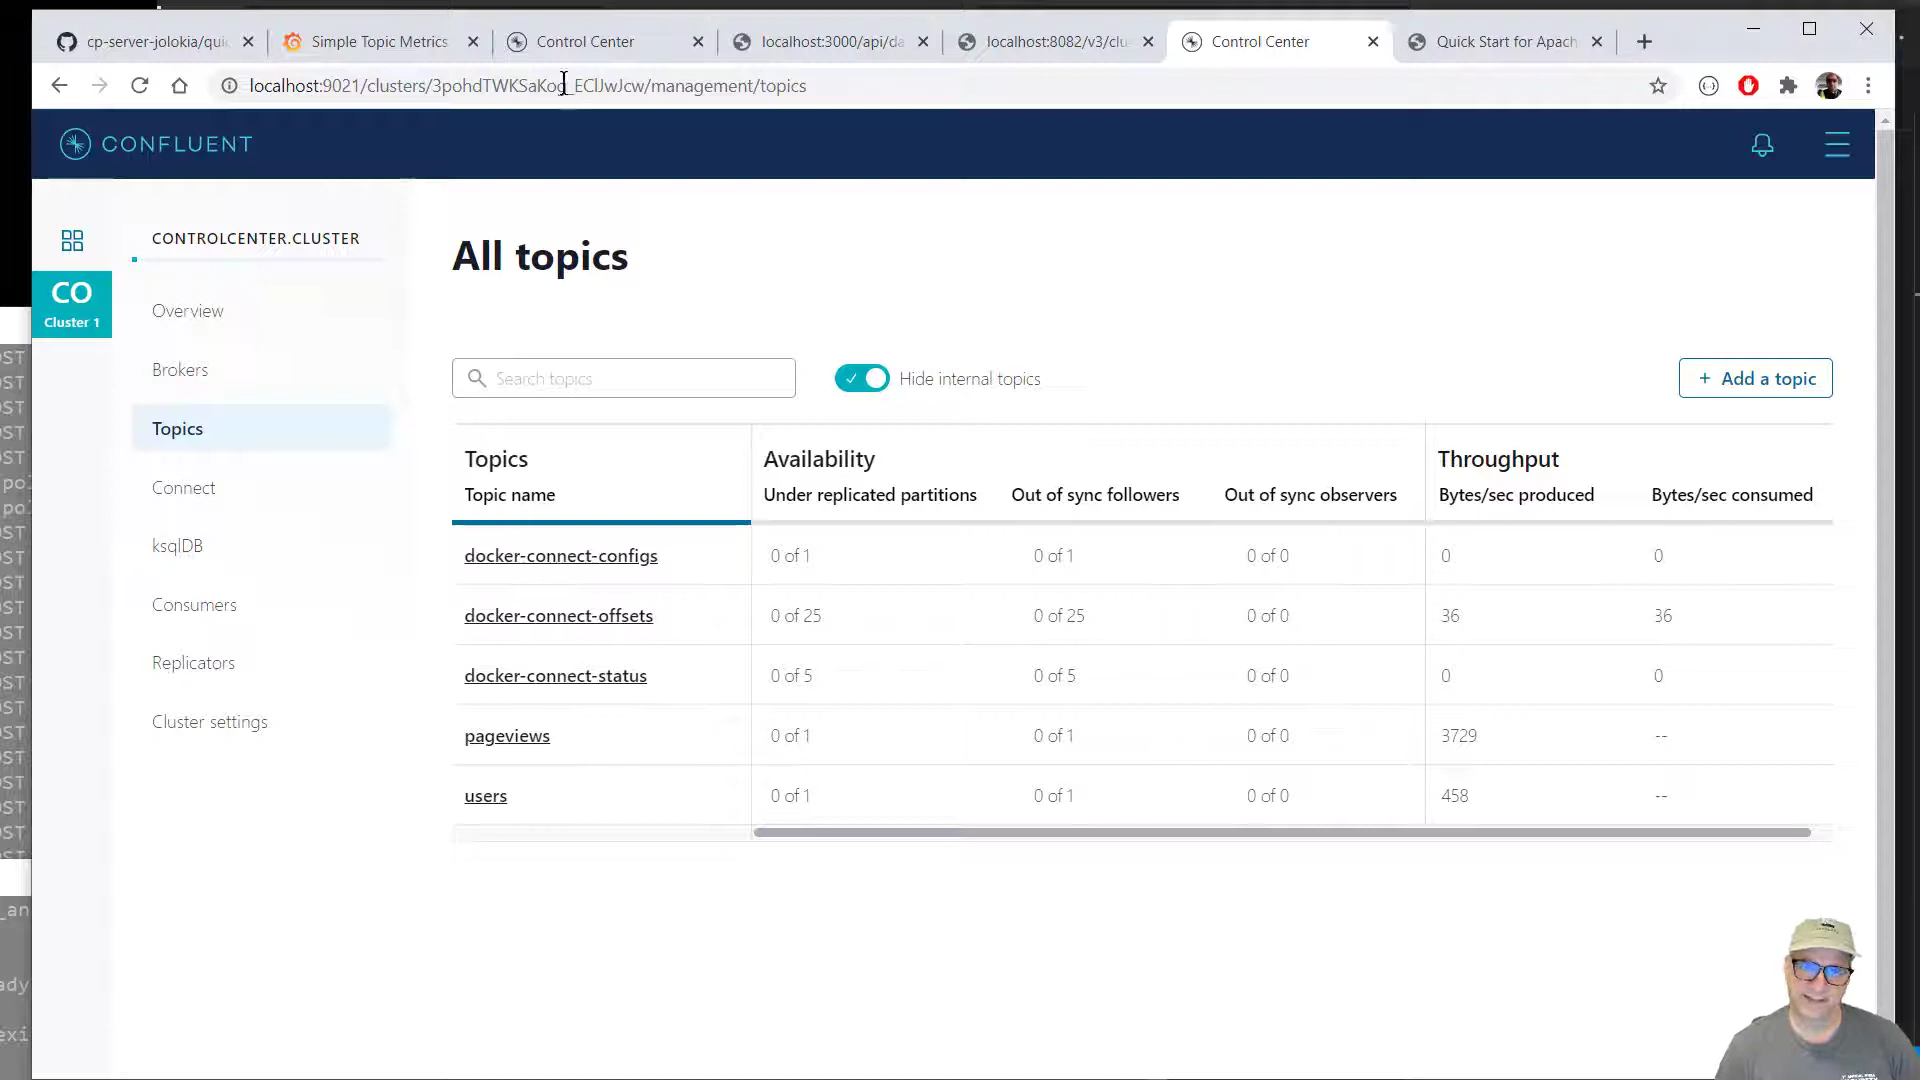 cp-server-jolokia/quic
Simple Topic Metrics
Control Center
localhost:3000/api/da
localhost:8082/v3/clu
Control Center
Quick Start for Apach
localhost:9021/clusters/3pohdTWKSaKog_EClJwJcw/management/topics
CONFLUENT
CONTROLCENTER.CLUSTER
CO
Cluster 1
Overview
Brokers
Topics
Connect
ksqlDB
Consumers
Replicators
Cluster settings
All topics
Search topics
Hide internal topics
+ Add a topic
Topics Availability Throughput
Topic name Under replicated partitions Out of sync followers Out of sync observers Bytes/sec produced Bytes/sec consumed
docker-connect-configs 0 of 1 0 of 1 0 of 0 0 0
docker-connect-offsets 0 of 25 0 of 25 0 of 0 36 36
docker-connect-status 0 of 5 0 of 5 0 of 0 0 0
pageviews 0 of 1 0 of 1 0 of 0 3729 --
users 0 of 1 0 of 1 0 of 0 458 --